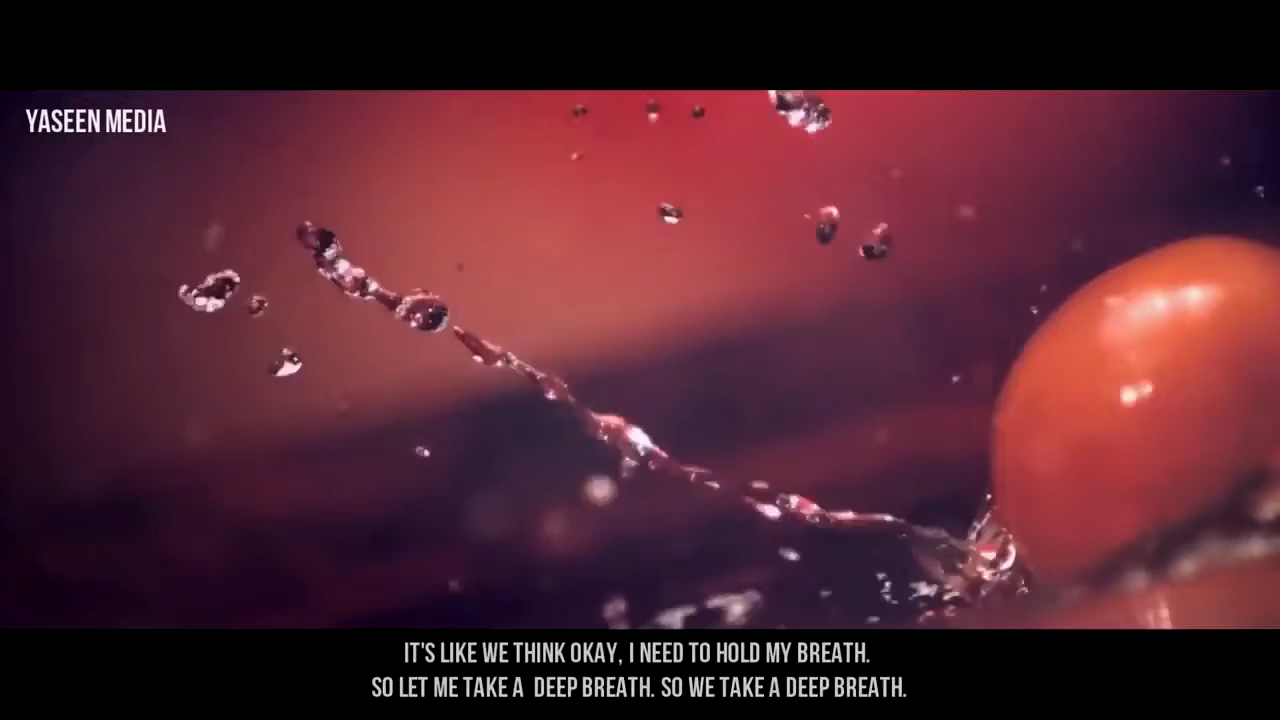 YASEEN MEDIA
IT'S LIKE WE THINK OKAY, I NEED TO HOLD MY BREATH.
SO LET ME TAKE A DEEP BREATH. SO WE TAKE A DEEP BREATH.